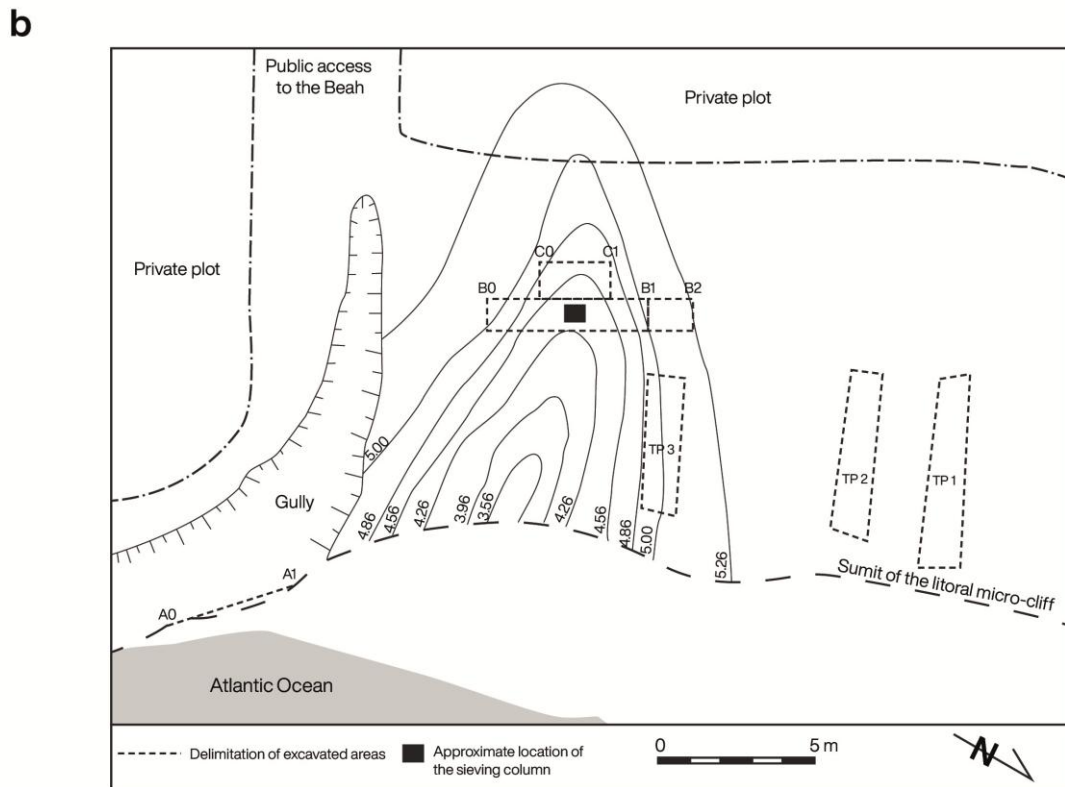 b
Public access
to the Beah
Private plot
Private plot
C0
C1
B0
B1
B2
TP 3
TP 2
TP 1
5.00
Gully
4.86
4.56
4.26
3.96
3.56
4.26
4.56
4.86
5.00
5.26
Sumit of the litoral micro-cliff
A1
A0
Atlantic Ocean
Delimitation of excavated areas
Approximate location of
the sieving column
0
5 m
N